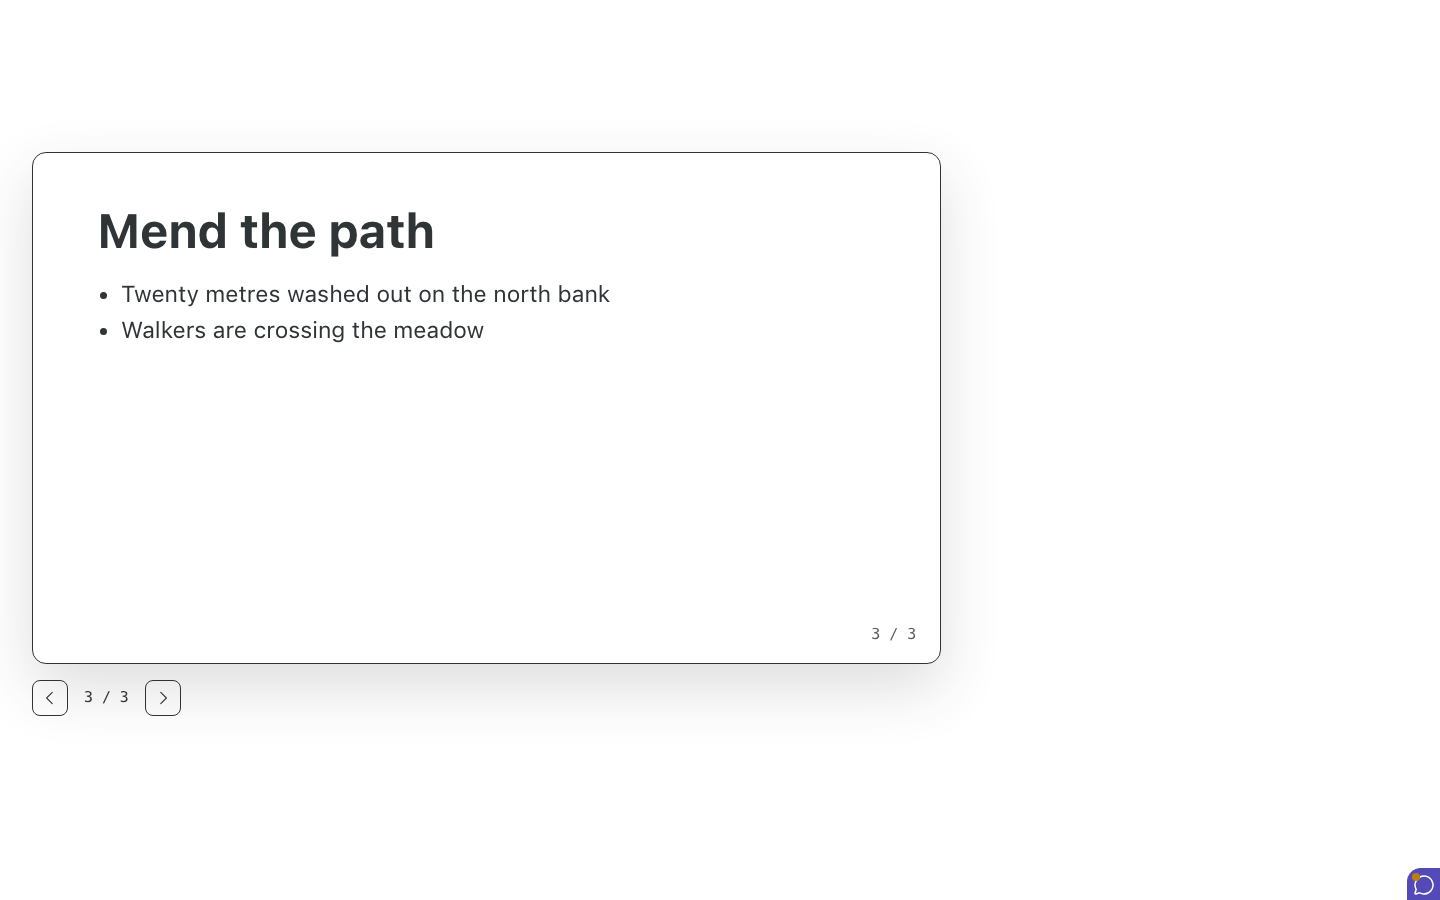 Mend the path
• Twenty metres washed out on the north bank
• Walkers are crossing the meadow
3 / 3
3 / 3